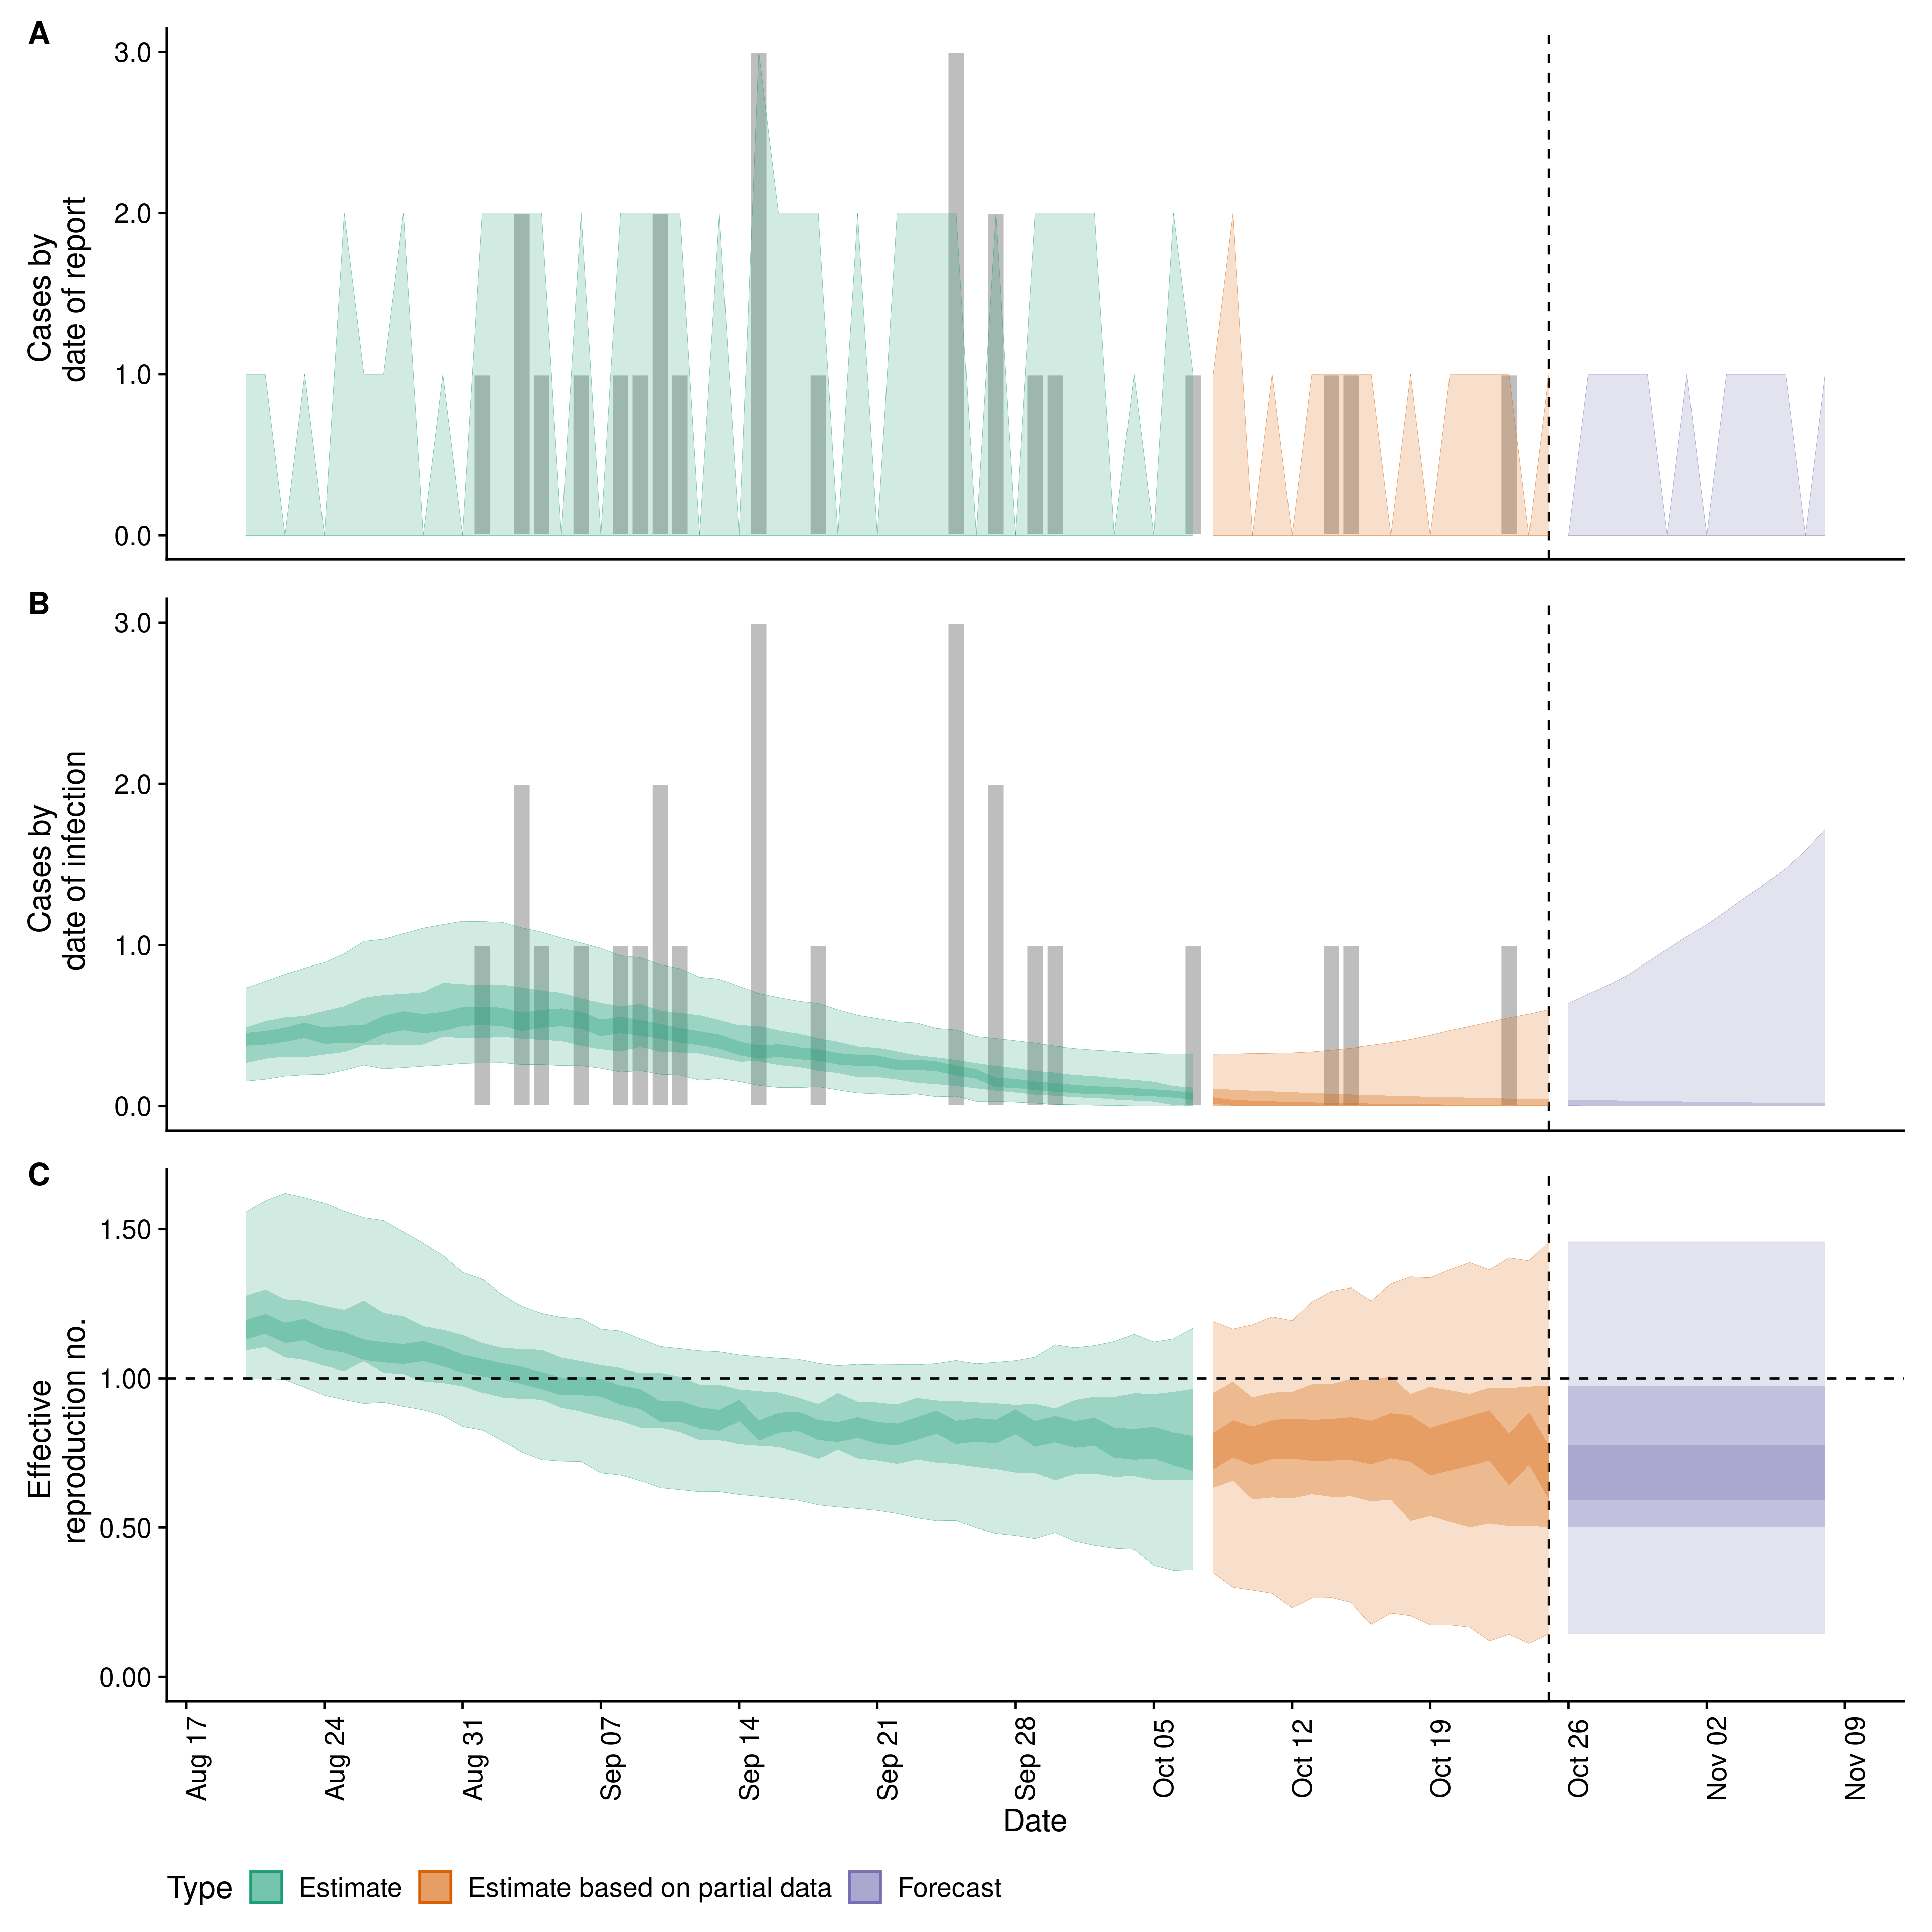 A
3.0
2.0
1.0
0.0
Cases by
date of report
B
3.0
2.0
1.0
0.0
Cases by
date of infection
C
1.50
1.00
0.50
0.00
Effective
reproduction no.
Aug 17
Aug 24
Aug 31
Sep 07
Sep 14
Sep 21
Sep 28
Oct 05
Oct 12
Oct 19
Oct 26
Nov 02
Nov 09
Date
Type Estimate Estimate based on partial data Forecast